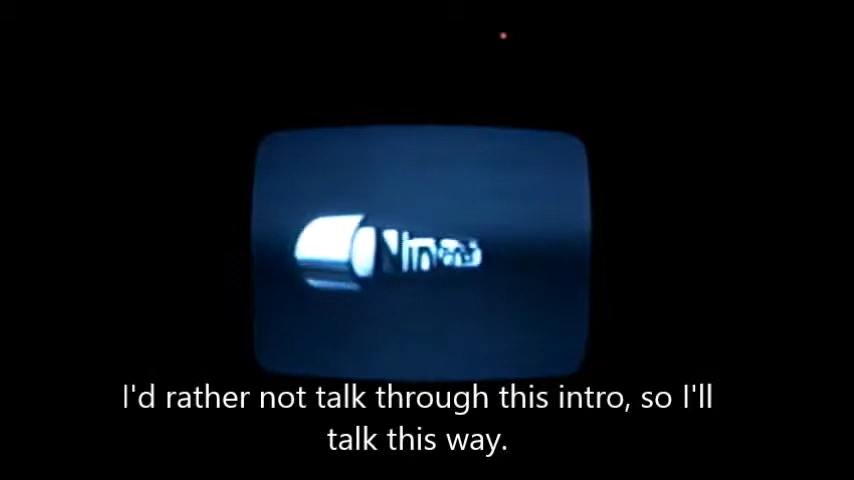 I'd rather not talk through this intro, so I'll
talk this way.